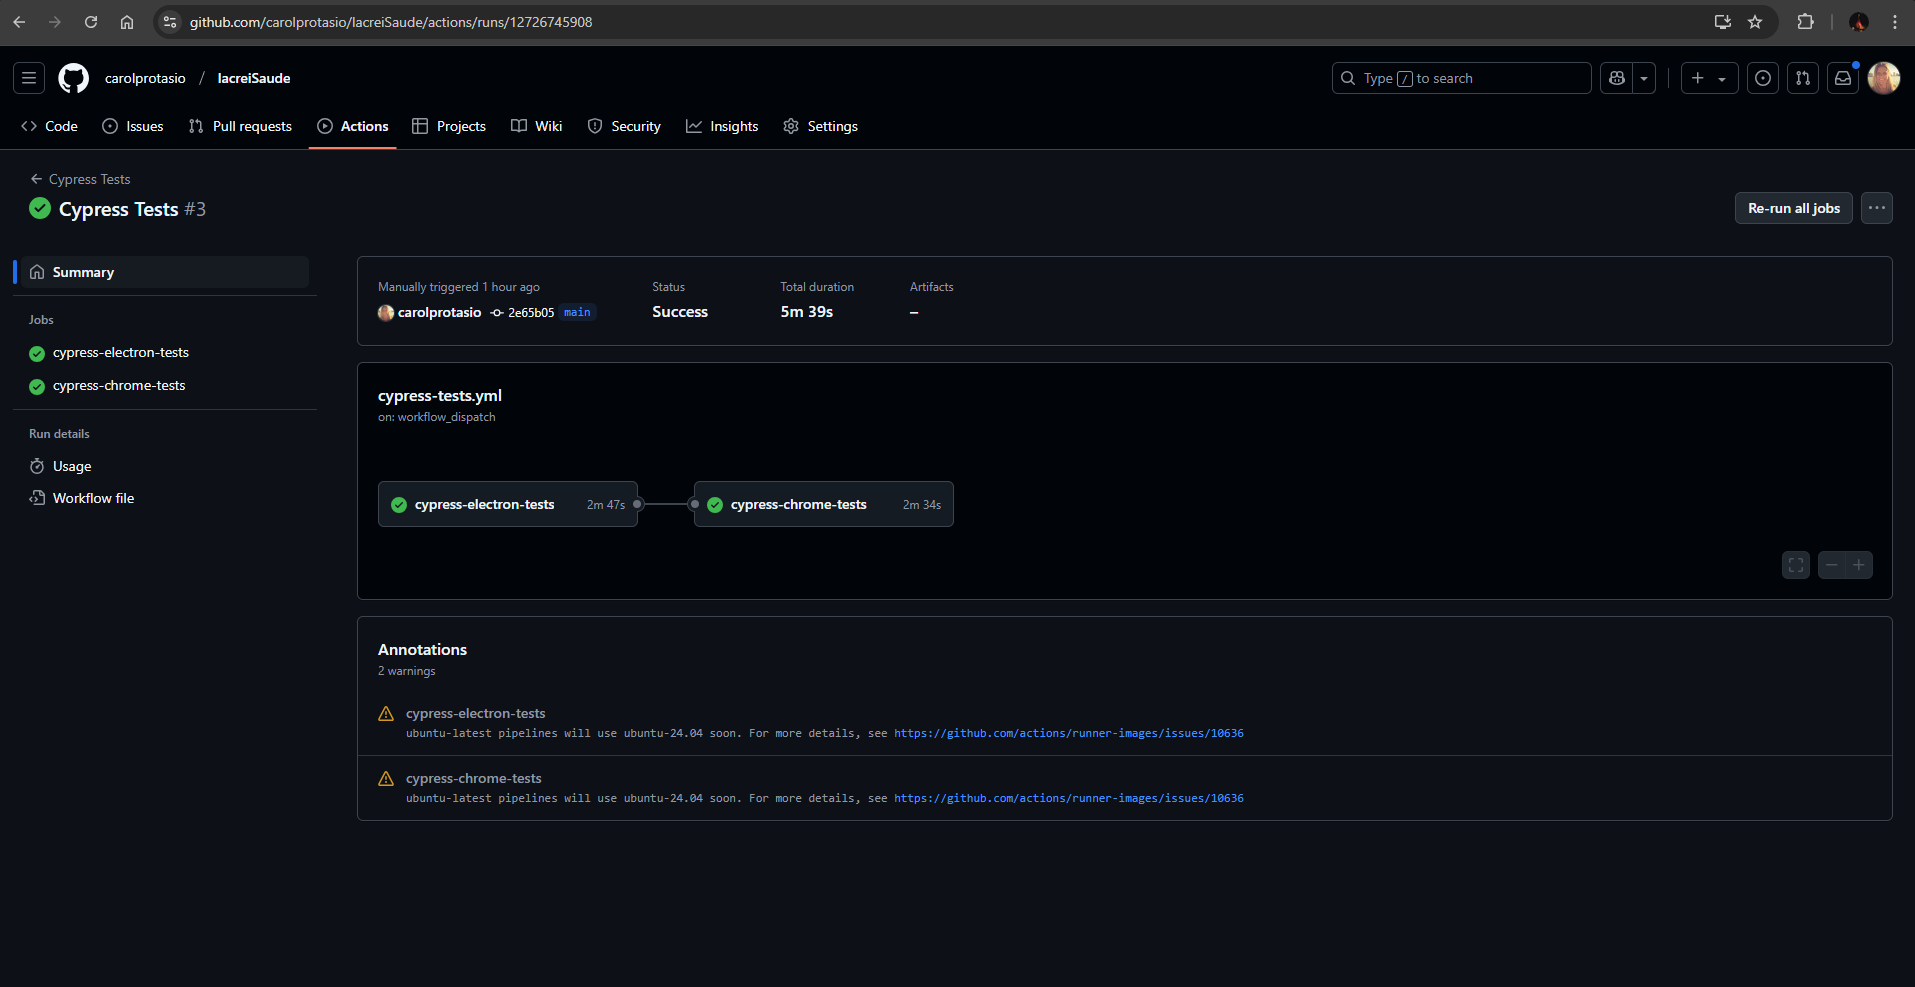 github.com/carolprotasio/lacreiSaude/actions/runs/12726745908
carolprotasio / lacreiSaude
Type / to search
Code Issues Pull requests Actions Projects Wiki Security Insights Settings
Cypress Tests
Cypress Tests #3
Re-run all jobs
Summary
Jobs
cypress-electron-tests
cypress-chrome-tests
Run details
Usage
Workflow file
Manually triggered 1 hour ago
carolprotasio 2e65b05 main
Status
Success
Total duration
5m 39s
Artifacts
–
cypress-tests.yml
on: workflow_dispatch
cypress-electron-tests 2m 47s
cypress-chrome-tests 2m 34s
Annotations
2 warnings
cypress-electron-tests
ubuntu-latest pipelines will use ubuntu-24.04 soon. For more details, see https://github.com/actions/runner-images/issues/10636
cypress-chrome-tests
ubuntu-latest pipelines will use ubuntu-24.04 soon. For more details, see https://github.com/actions/runner-images/issues/10636